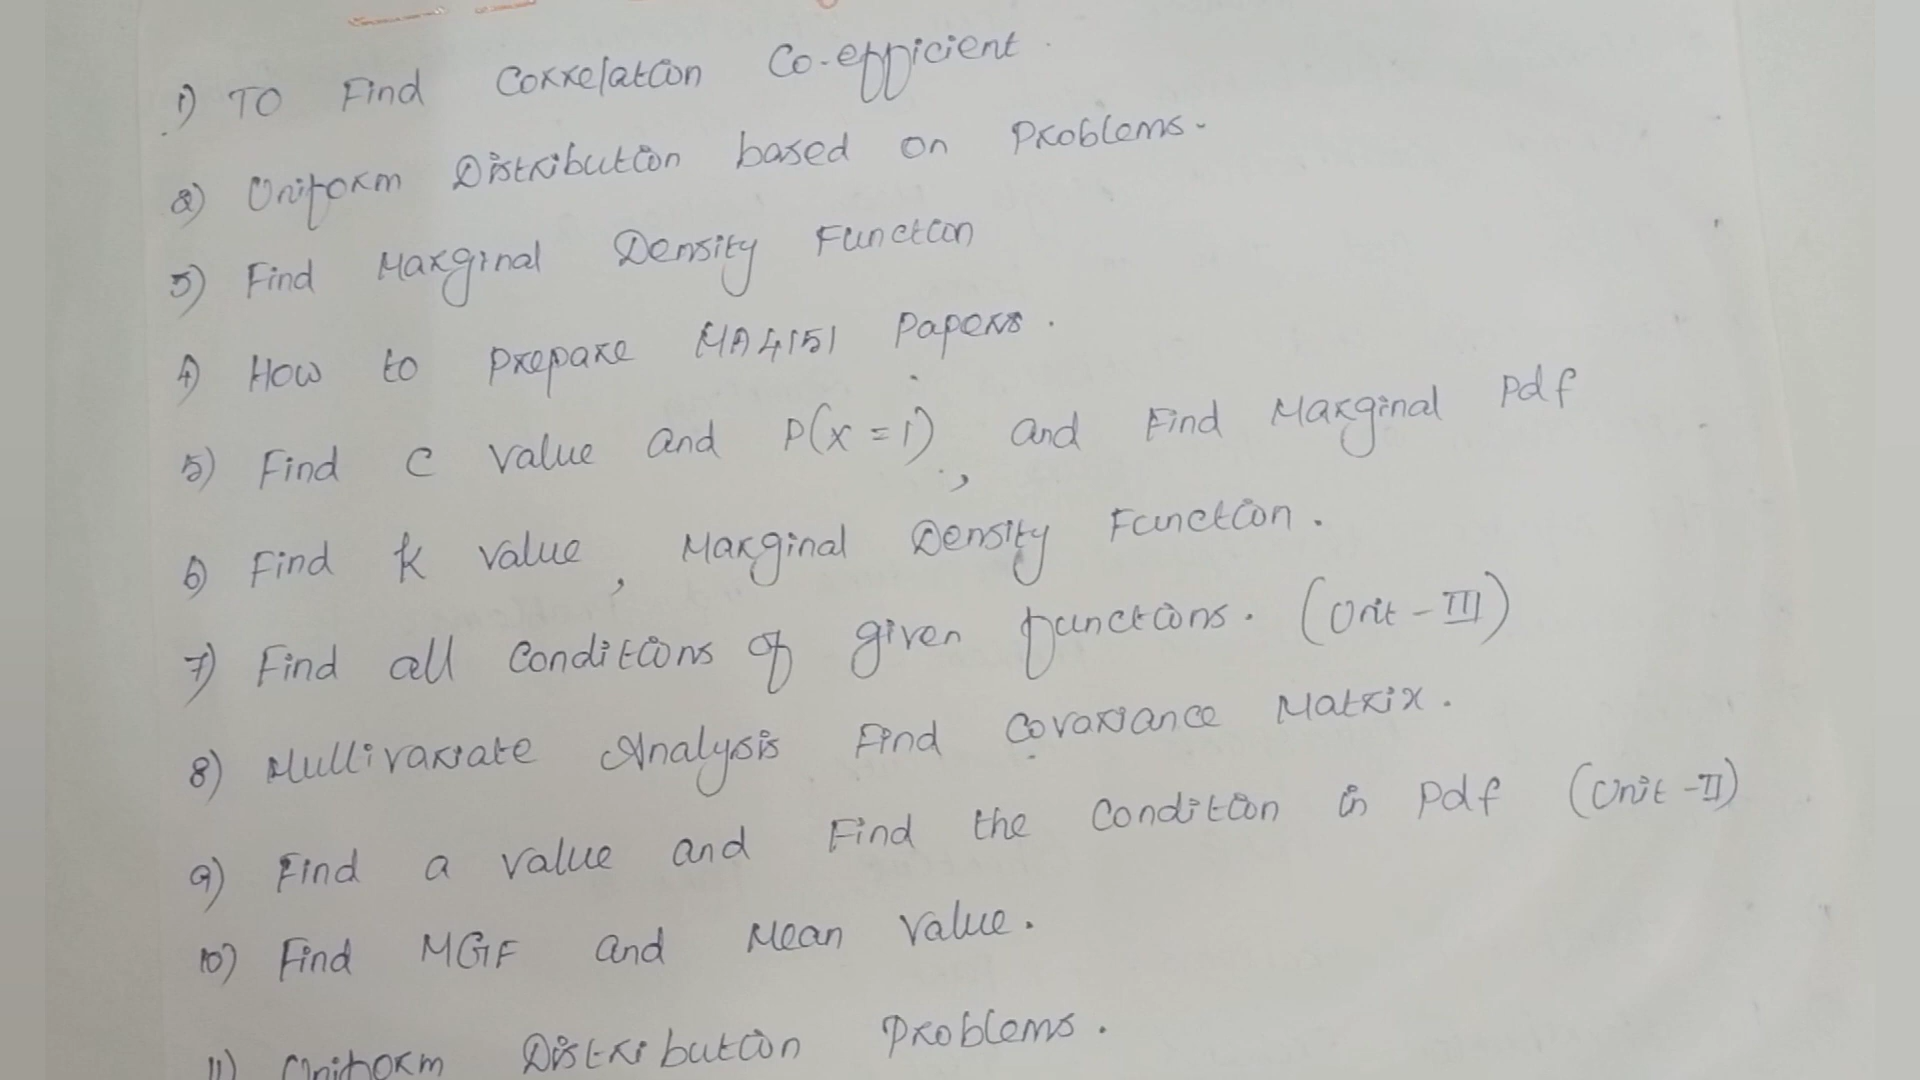 1) TO Find Correlation Co-efficient.
2) Uniform Distribution based on Problems.
3) Find Marginal Density Function
4) How to Prepare MA4151 Papers.
5) Find C value and P(x=1), and Find Marginal Pdf
6) Find k value, Marginal Density Function.
7) Find all Conditions of given functions. (Unit-III)
8) Multivariate Analysis Find Covariance Matrix.
9) Find a value and Find the Condition in Pdf (Unit-II)
10) Find MGF and Mean value.
11) Uniform Distribution Problems.